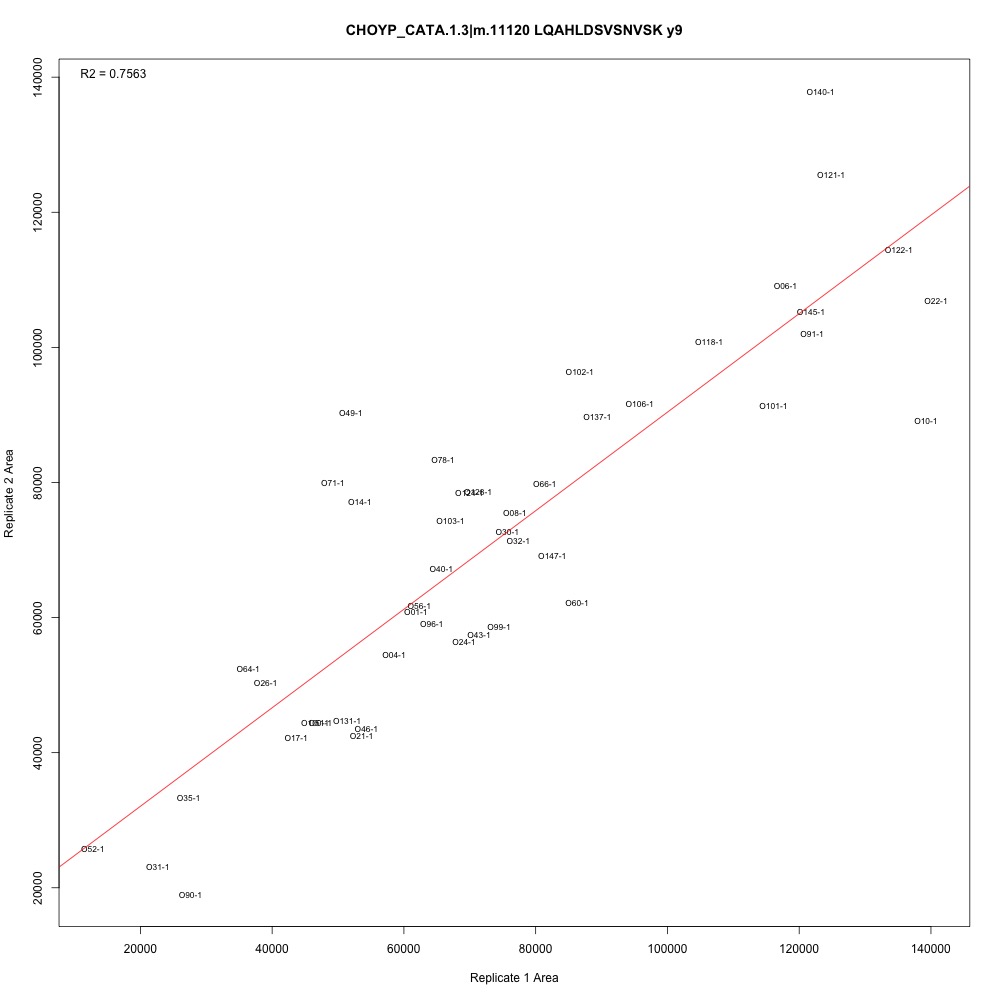 CHOYP_CATA.1.3|m.11120 LQAHLDSVSNVSK y9
R2 = 0.7563
140000
120000
100000
80000
60000
40000
20000
Replicate 2 Area
O140-1
O121-1
O122-1
O06-1
O22-1
O145-1
O91-1
O118-1
O102-1
O106-1
O101-1
O49-1
O137-1
O10-1
O78-1
O71-1
O66-1
O14-1
O08-1
O103-1
O30-1
O32-1
O147-1
O40-1
O60-1
O56-1
O01-1
O96-1
O99-1
O43-1
O24-1
O04-1
O64-1
O26-1
O131-1
O46-1
O21-1
O17-1
O35-1
O52-1
O31-1
O90-1
20000
40000
60000
80000
100000
120000
140000
Replicate 1 Area